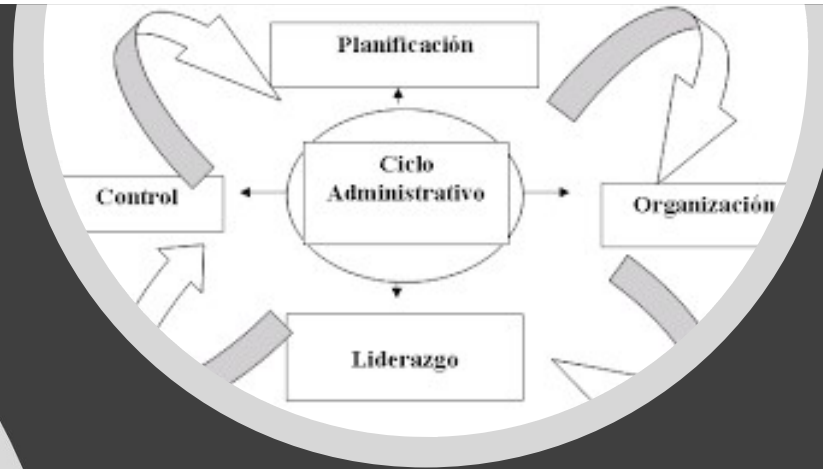 Planificación
Ciclo
Administrativo
Control
Organización
Liderazgo